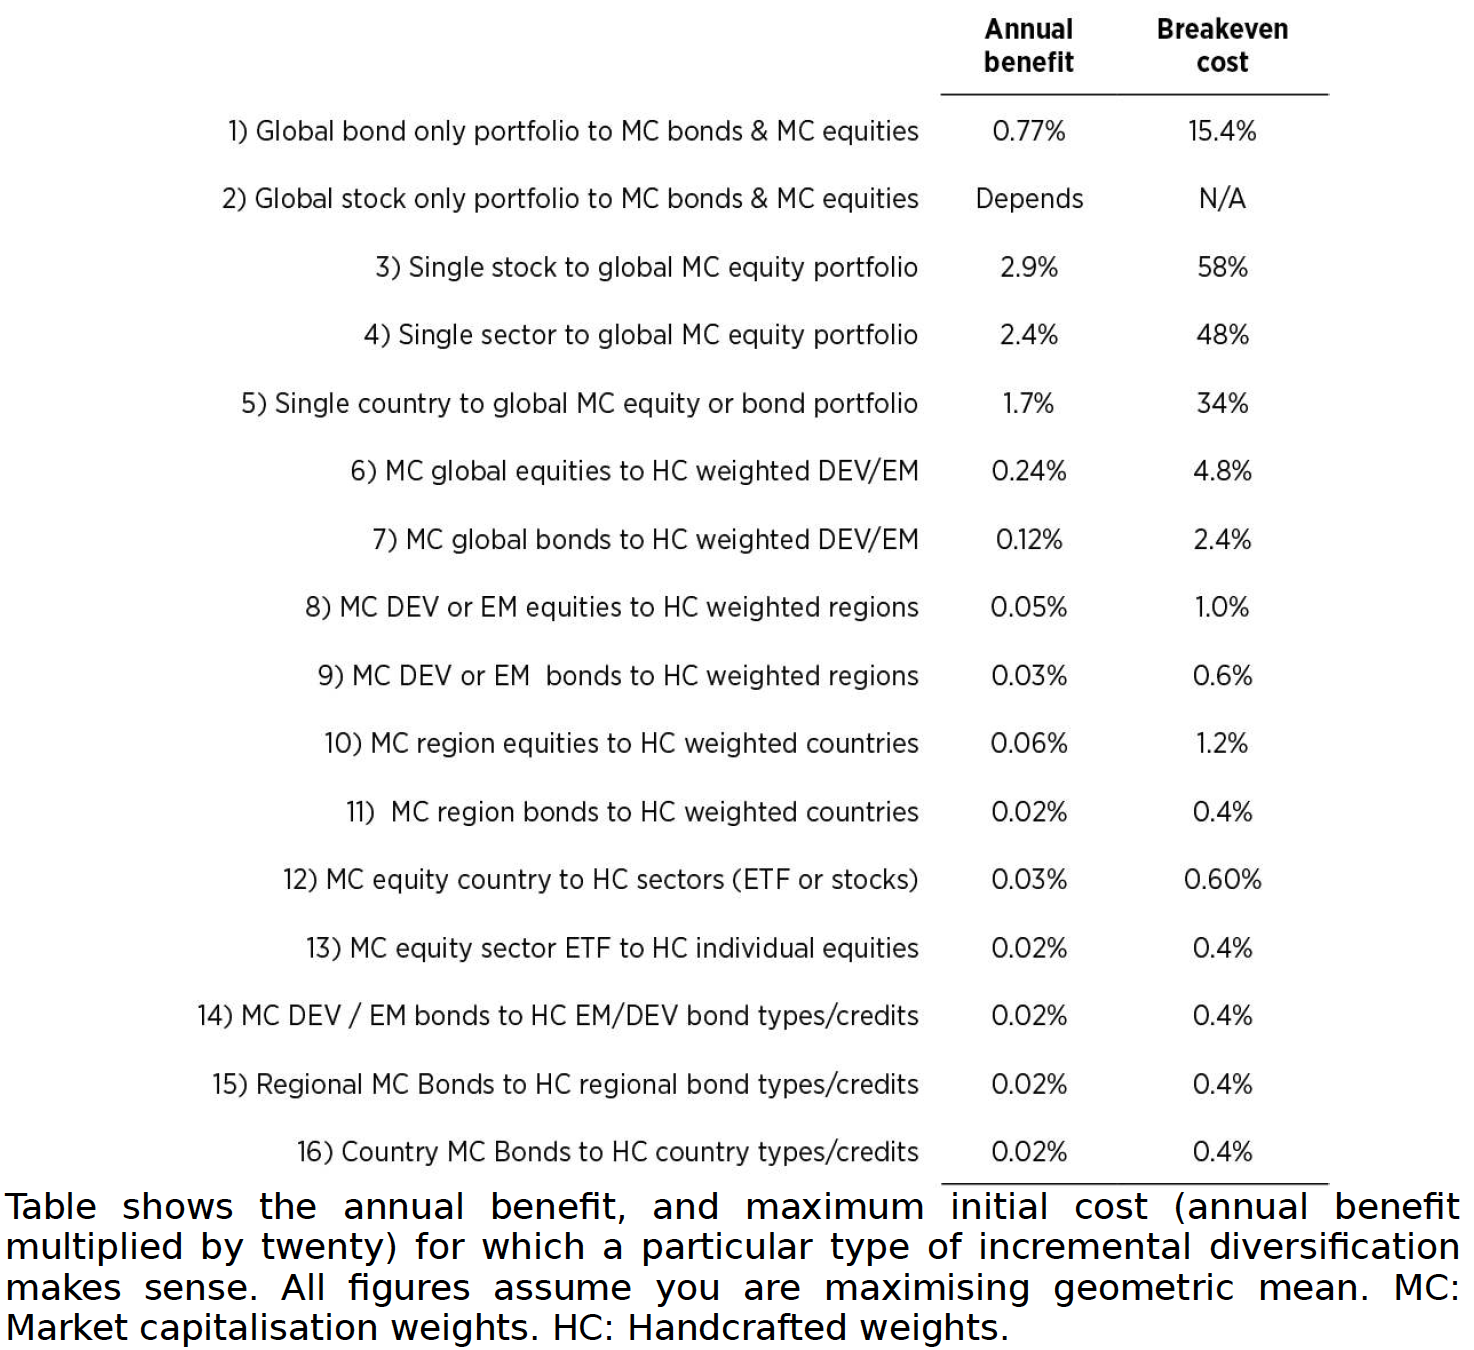 Annual benefit Breakeven cost
1) Global bond only portfolio to MC bonds & MC equities 0.77% 15.4%
2) Global stock only portfolio to MC bonds & MC equities Depends N/A
3) Single stock to global MC equity portfolio 2.9% 58%
4) Single sector to global MC equity portfolio 2.4% 48%
5) Single country to global MC equity or bond portfolio 1.7% 34%
6) MC global equities to HC weighted DEV/EM 0.24% 4.8%
7) MC global bonds to HC weighted DEV/EM 0.12% 2.4%
8) MC DEV or EM equities to HC weighted regions 0.05% 1.0%
9) MC DEV or EM bonds to HC weighted regions 0.03% 0.6%
10) MC region equities to HC weighted countries 0.06% 1.2%
11) MC region bonds to HC weighted countries 0.02% 0.4%
12) MC equity country to HC sectors (ETF or stocks) 0.03% 0.60%
13) MC equity sector ETF to HC individual equities 0.02% 0.4%
14) MC DEV / EM bonds to HC EM/DEV bond types/credits 0.02% 0.4%
15) Regional MC Bonds to HC regional bond types/credits 0.02% 0.4%
16) Country MC Bonds to HC country types/credits 0.02% 0.4%
Table shows the annual benefit, and maximum initial cost (annual benefit
multiplied by twenty) for which a particular type of incremental diversification
makes sense. All figures assume you are maximising geometric mean. MC:
Market capitalisation weights. HC: Handcrafted weights.